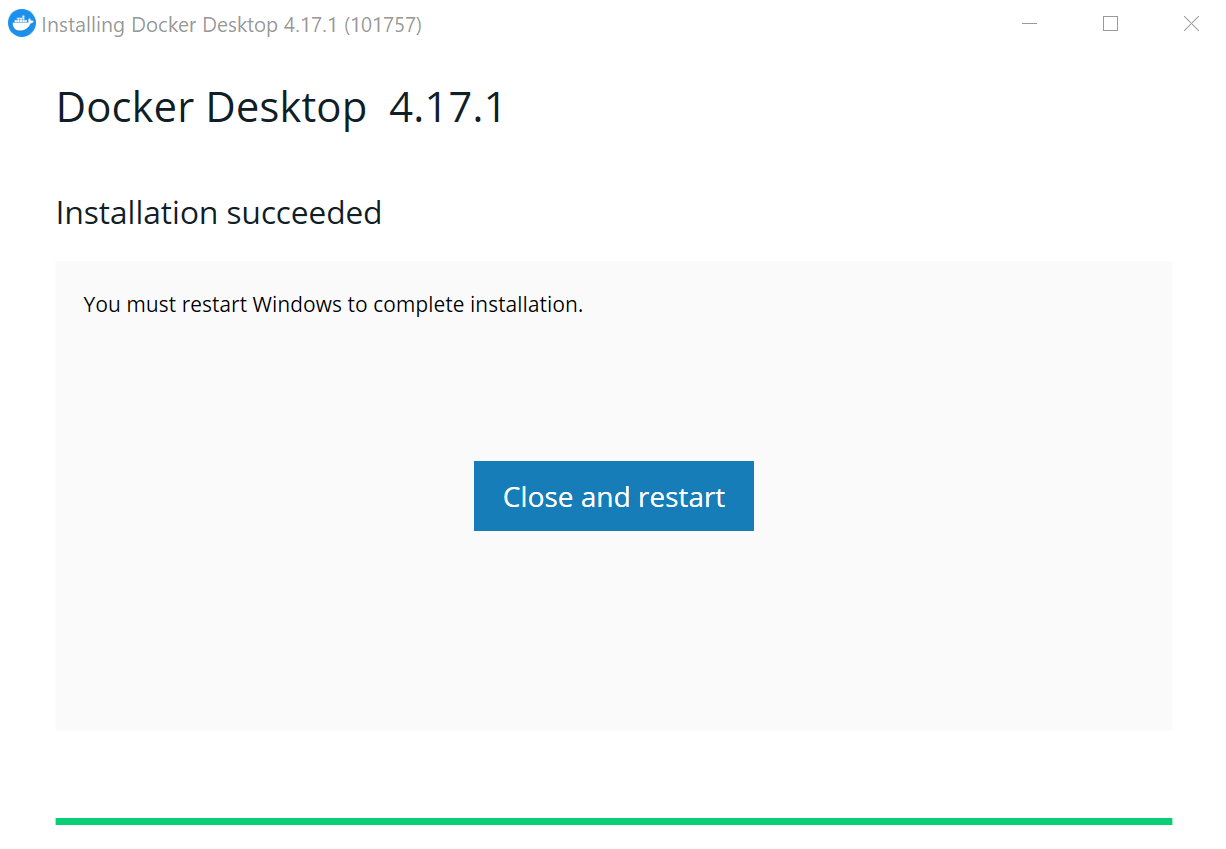 Installing Docker Desktop 4.17.1 (101757)
Docker Desktop 4.17.1
Installation succeeded
You must restart Windows to complete installation.
Close and restart